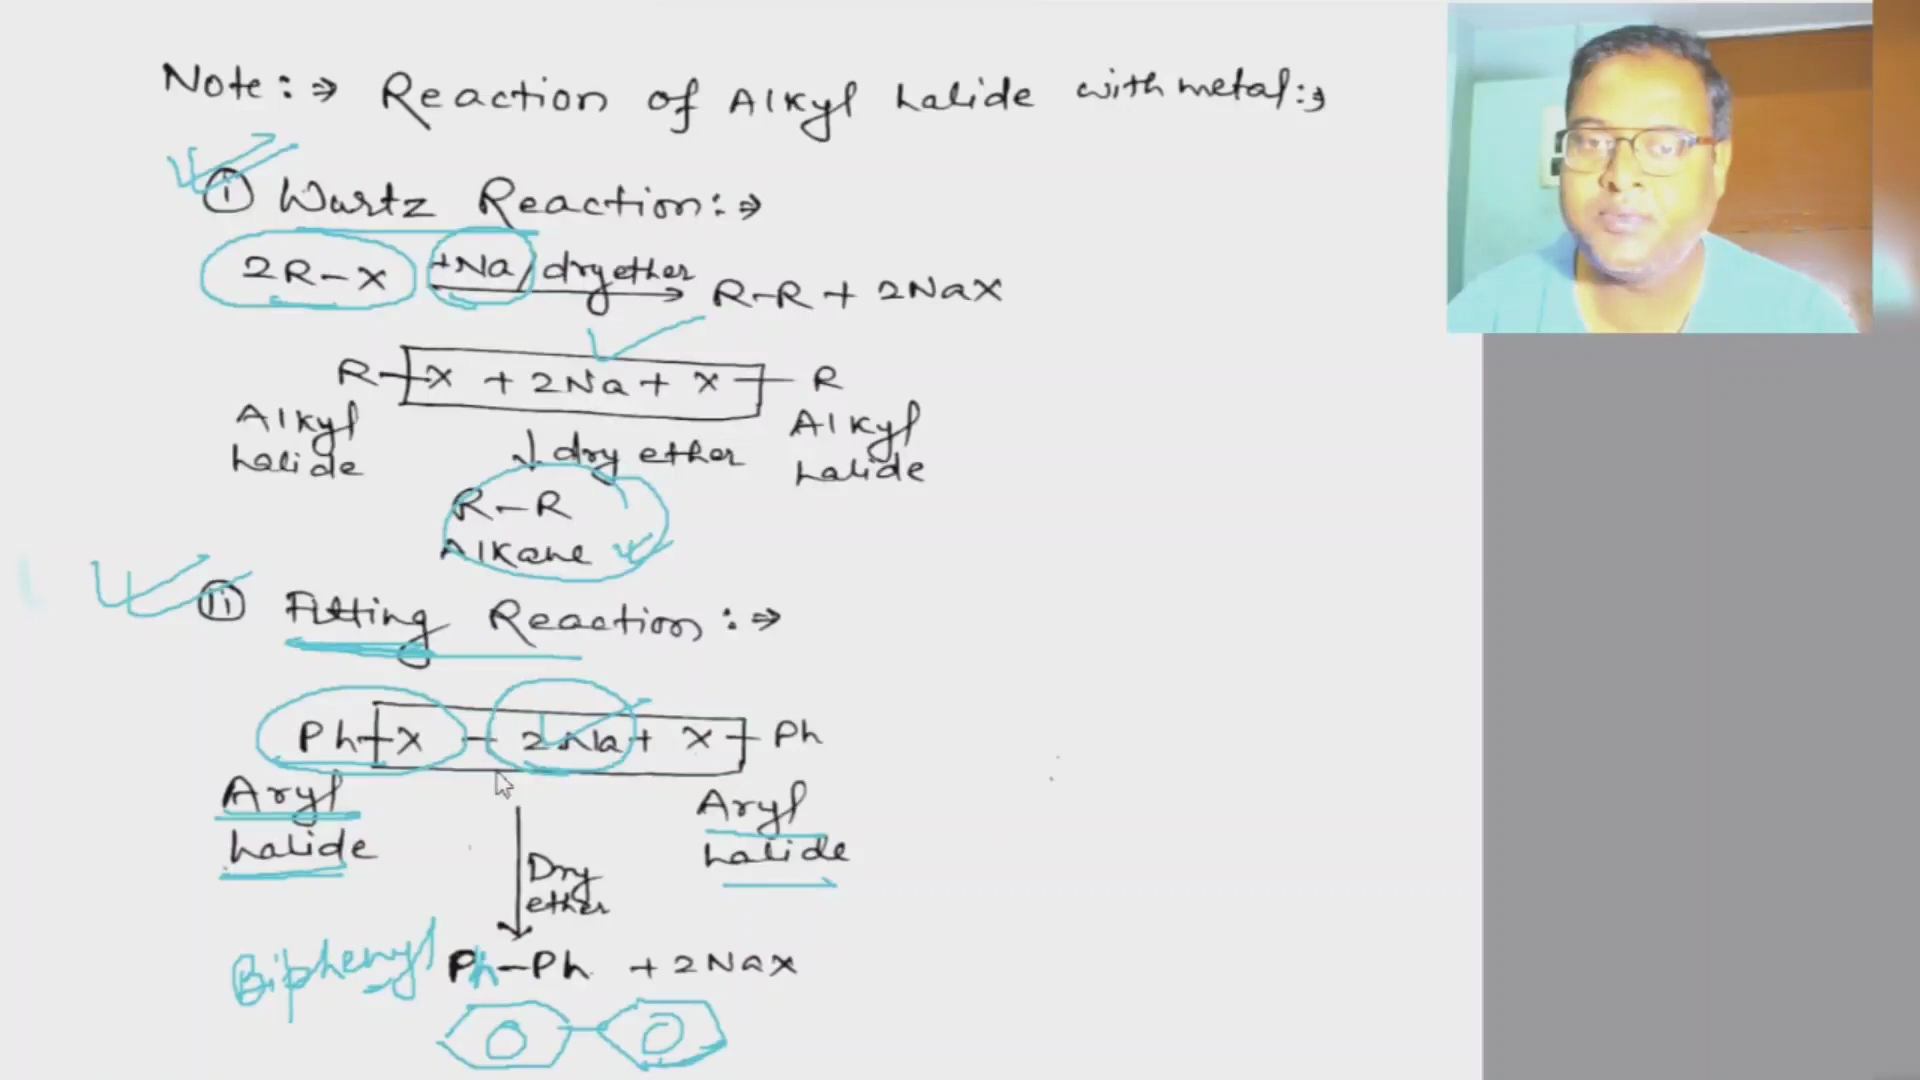 Note:⇒ Reaction of Alkyl halide with metal:⇒
(i) Wurtz Reaction:⇒
2R-X +Na/dry ether → R-R + 2NaX
R-X + 2Na + X-R
Alkyl halide
Alkyl halide
↓ dry ether
R-R
Alkane
(ii) Fitting Reaction:⇒
Ph-X - 2Na + X-Ph
Aryl halide
Aryl halide
Dry ether
Biphenyl Ph-Ph + 2NaX